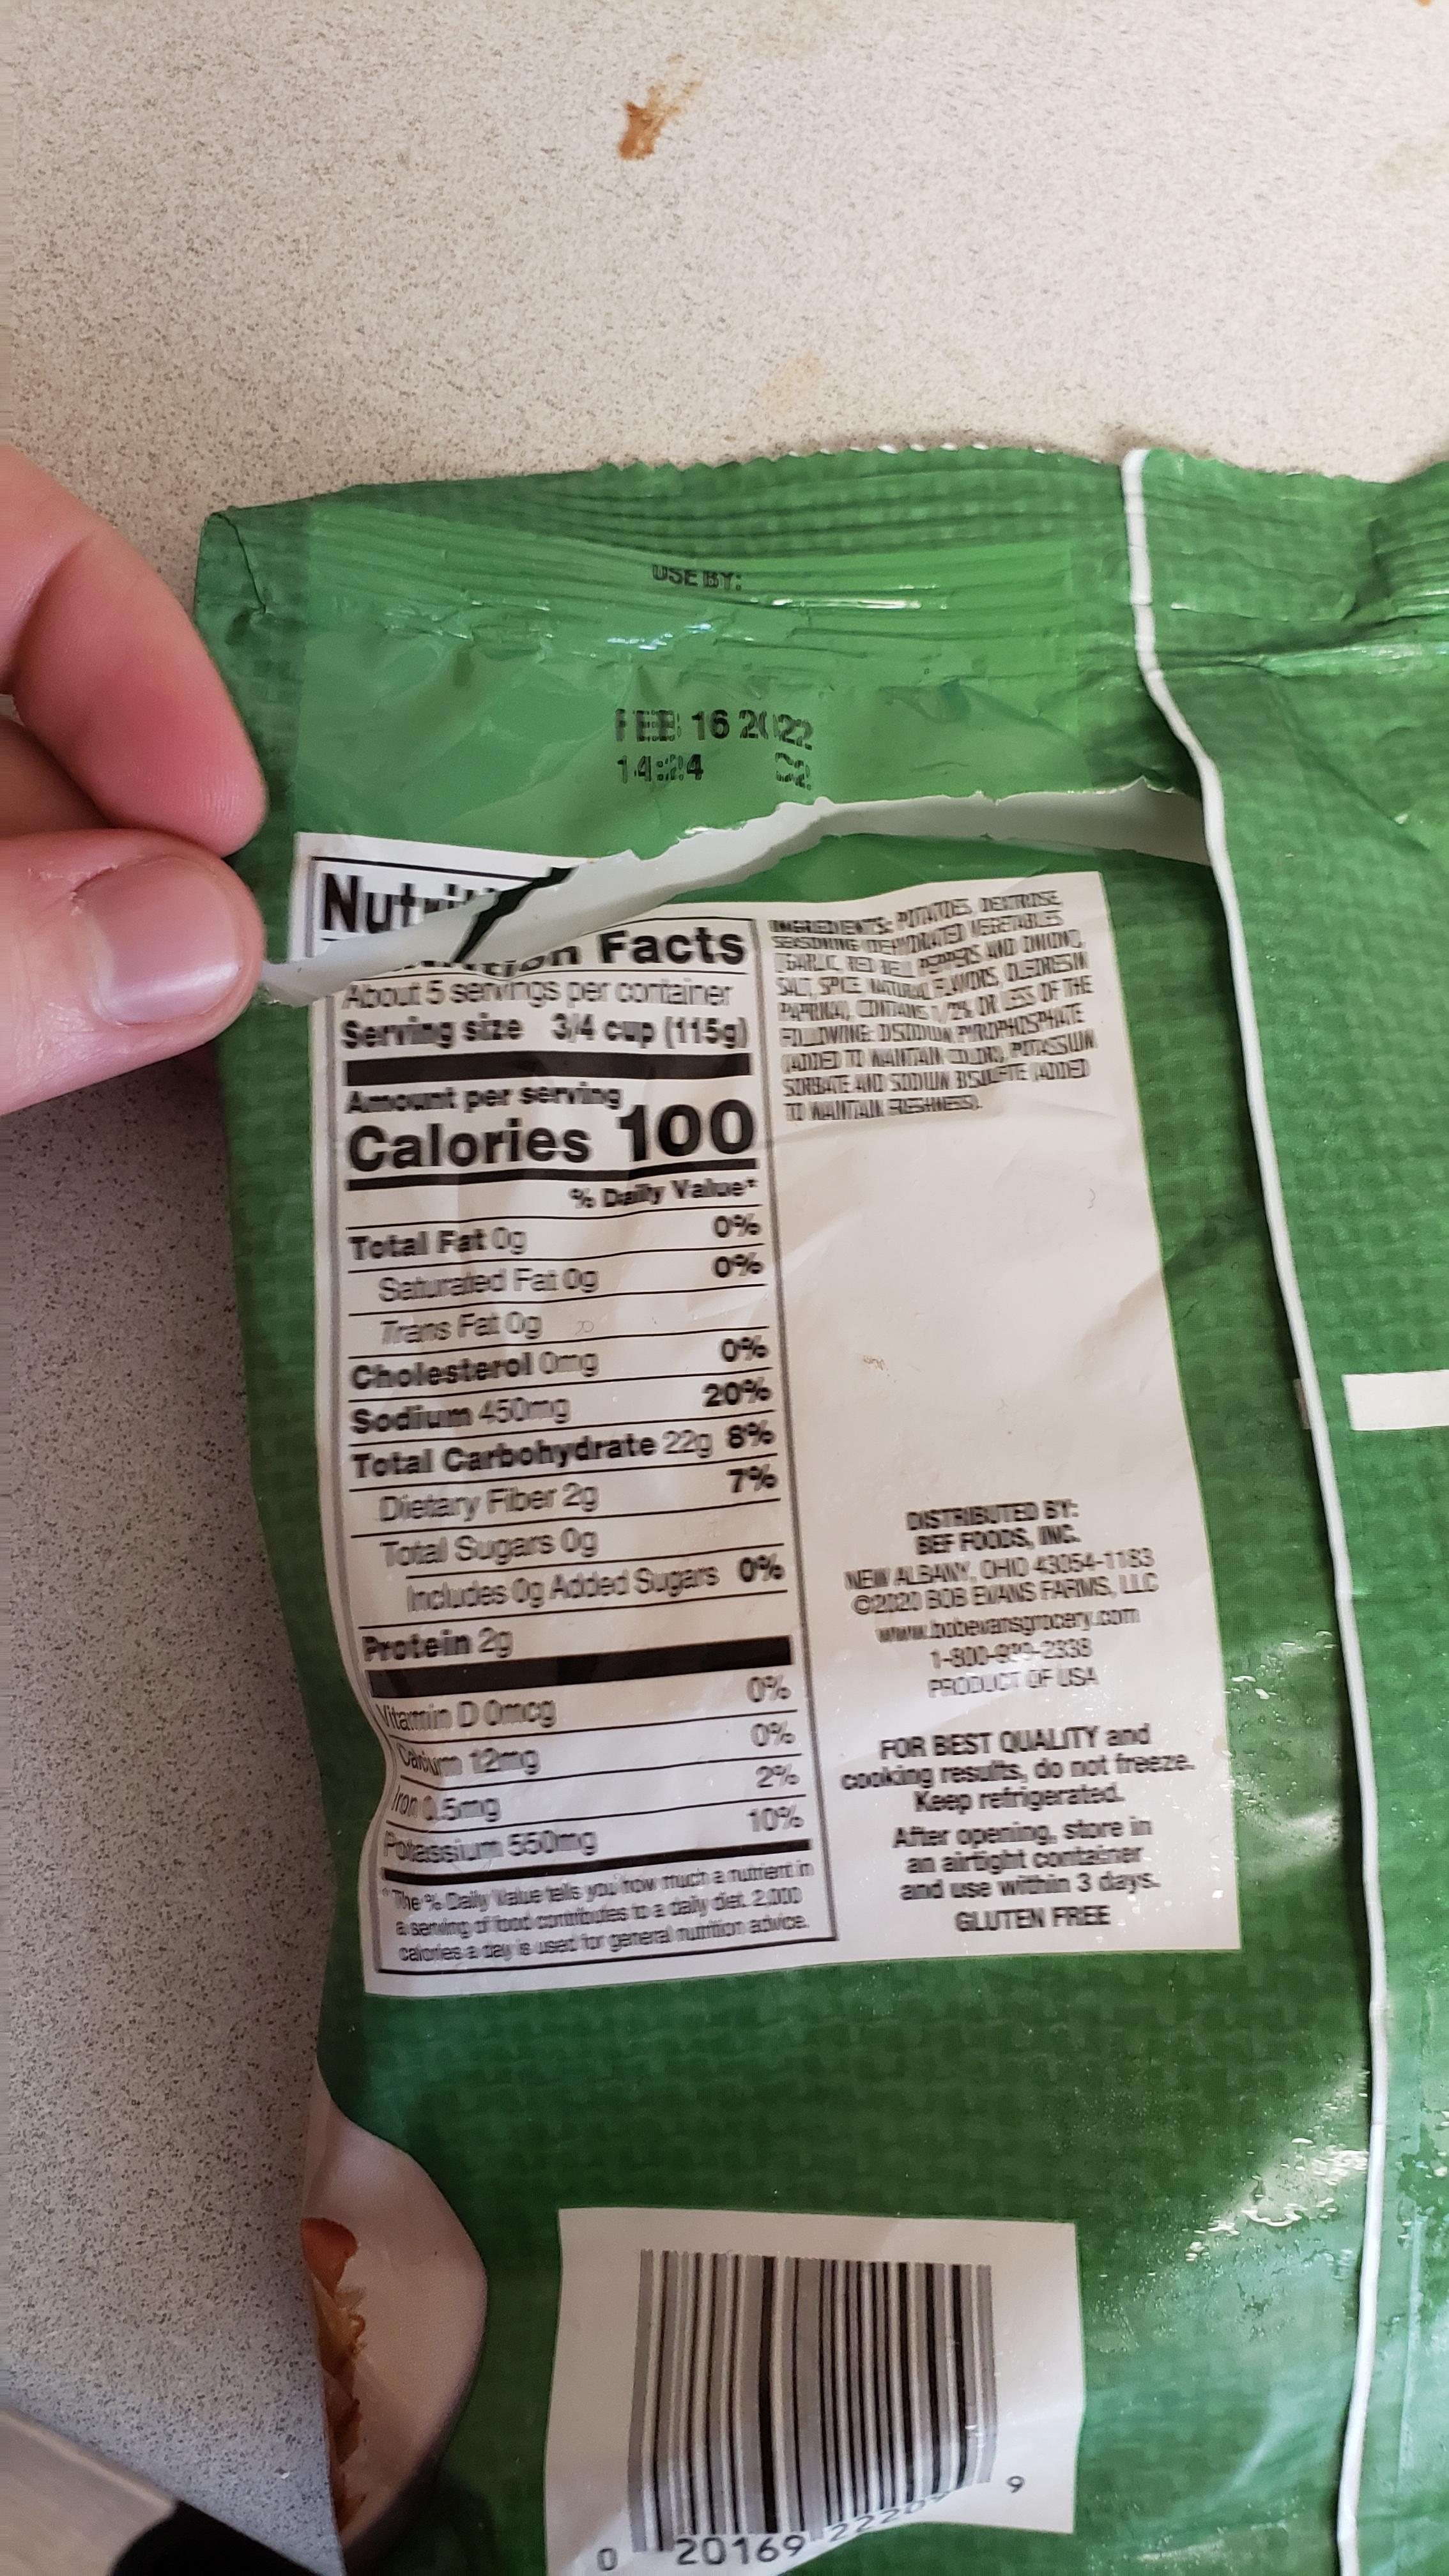 USE BY:
FEB 16 2022
14:24
Nutrition Facts
About 5 servings per container
Serving size 3/4 cup (115g)
Amount per serving
Calories 100
% Daily Value*
Total Fat 0g 0%
Saturated Fat 0g 0%
Trans Fat 0g
Cholesterol 0mg 0%
Sodium 450mg 20%
Total Carbohydrate 22g 8%
Dietary Fiber 2g 7%
Total Sugars 0g
Includes 0g Added Sugars 0%
Protein 2g
Vitamin D 0mcg 0%
Calcium 12mg 0%
Iron 0.5mg 2%
Potassium 550mg 10%
*The % Daily Value tells you how much a nutrient in
a serving of food contributes to a daily diet. 2,000
calories a day is used for general nutrition advice.
INGREDIENTS: POTATOES, DEXTROSE,
SEASONING (DEHYDRATED VEGETABLES
(GARLIC, RED BELL PEPPERS AND ONION),
SALT, SPICE, NATURAL FLAVORS, OLEORESIN
PAPRIKA), CONTAINS 1/2% OR LESS OF THE
FOLLOWING: DISODIUM PYROPHOSPHATE
(ADDED TO MAINTAIN COLOR), POTASSIUM
SORBATE AND SODIUM BISULFITE (ADDED
TO MAINTAIN FRESHNESS).
DISTRIBUTED BY:
BEF FOODS, INC.
NEW ALBANY, OHIO 43054-1183
©2020 BOB EVANS FARMS, LLC
www.bobevansgrocery.com
1-800-939-2338
PRODUCT OF USA
FOR BEST QUALITY and
cooking results, do not freeze.
Keep refrigerated.
After opening, store in
an airtight container
and use within 3 days.
GLUTEN FREE
0 20169 9